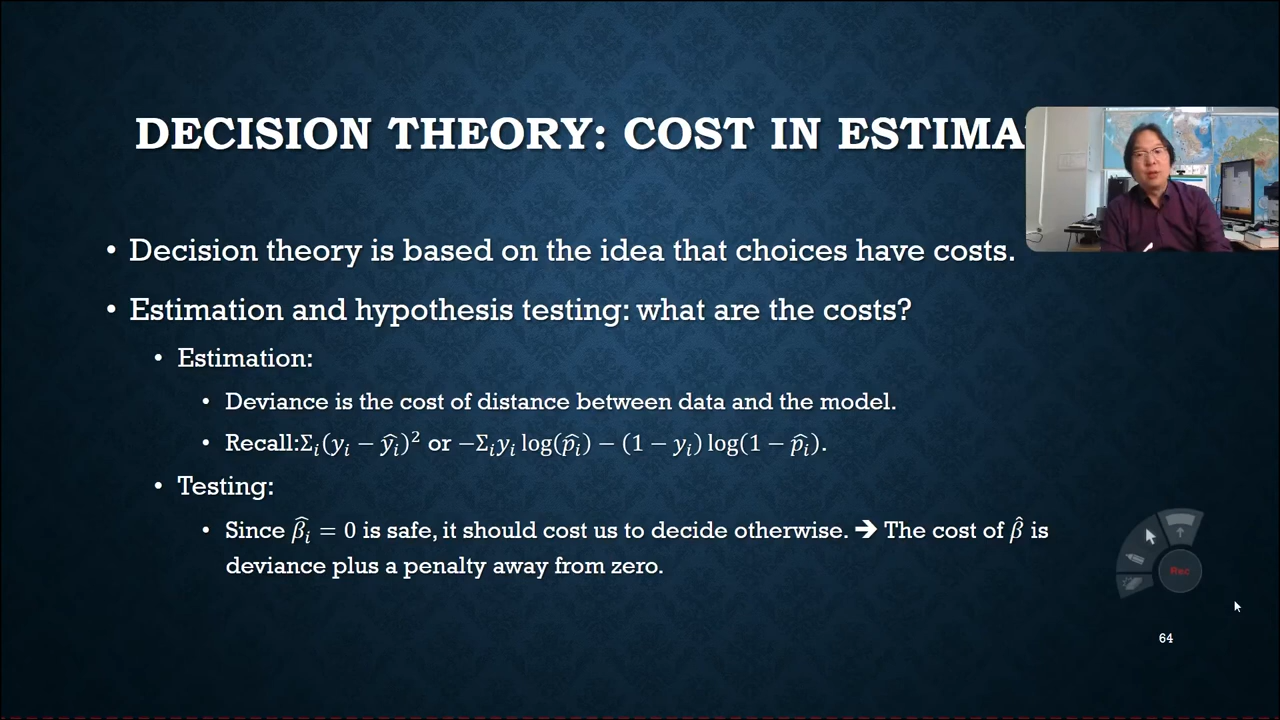 DECISION THEORY: COST IN ESTIMA
• Decision theory is based on the idea that choices have costs.
• Estimation and hypothesis testing: what are the costs?
• Estimation:
• Deviance is the cost of distance between data and the model.
• Recall:Σᵢ(yᵢ − ŷᵢ)² or −Σᵢyᵢ log(p̂ᵢ) − (1 − yᵢ) log(1 − p̂ᵢ).
• Testing:
• Since β̂ᵢ = 0 is safe, it should cost us to decide otherwise. ➔ The cost of β̂ is
deviance plus a penalty away from zero.
Rec
64